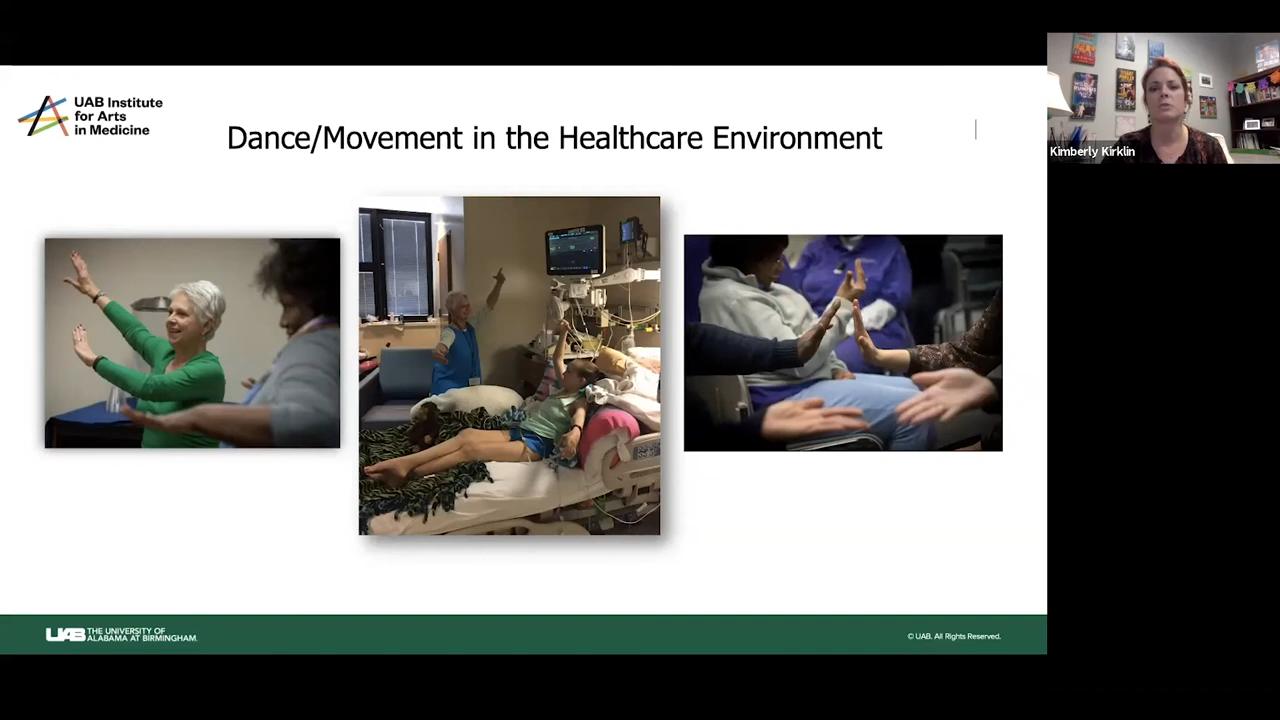 UAB Institute
for Arts
in Medicine
Dance/Movement in the Healthcare Environment
Kimberly Kirklin
UAB THE UNIVERSITY OF
ALABAMA AT BIRMINGHAM.
© UAB. All Rights Reserved.